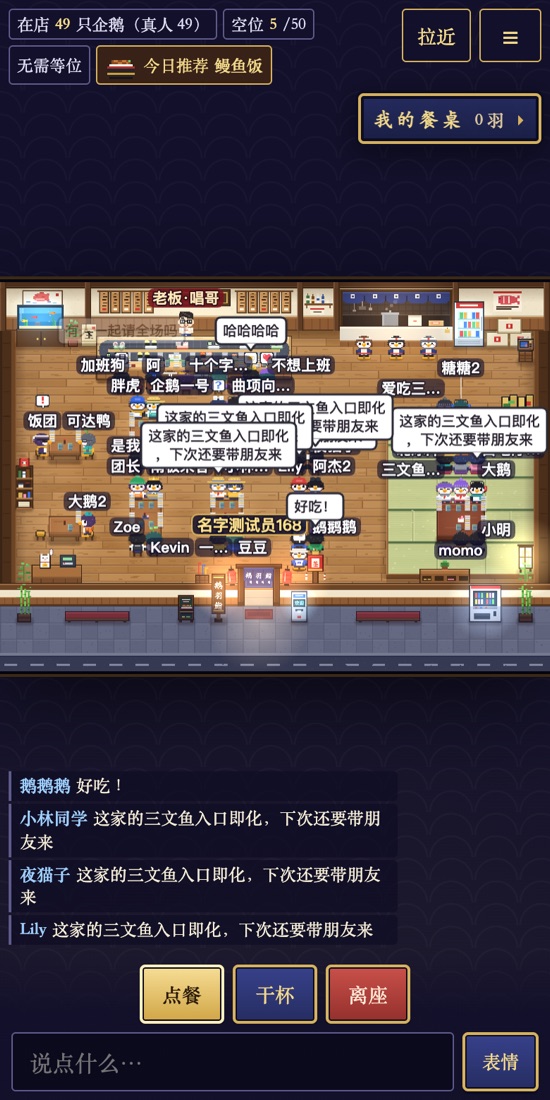 在店 49 只企鹅（真人 49）
空位 5 /50
拉近
≡
无需等位
今日推荐 鳗鱼饭
我的餐桌 0羽
老板·唱哥
一起请全场吗
哈哈哈哈
加班狗
阿
十个字…
不想上班
糖糖2
胖虎
企鹅一号
?
曲项向…
爱吃三…
!
饭团
可达鸭
这家的三文鱼入口即化
这家的三文鱼入口即化
，下次还要带朋友来
这家的三文鱼入口即化
，下次还要带朋友来
是我
团长
Lily
阿杰2
三文鱼…
大鹅
大鹅2
好吃！
Zoe
名字测试员168
鹅鹅鹅
小明
Kevin
一…
豆豆
momo
鹅鹅鹅 好吃！
小林同学 这家的三文鱼入口即化，下次还要带朋
友来
夜猫子 这家的三文鱼入口即化，下次还要带朋友
来
Lily 这家的三文鱼入口即化，下次还要带朋友来
点餐
干杯
离座
说点什么…
表情